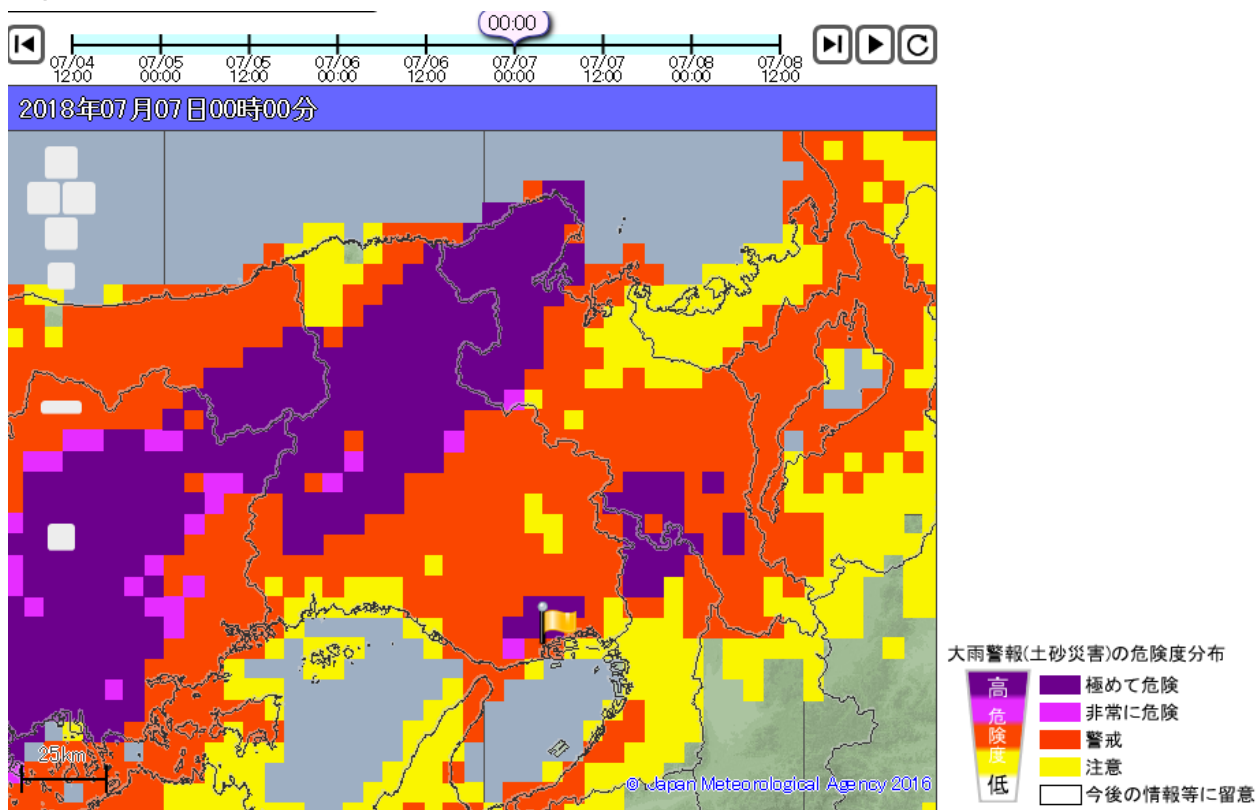 00:00
07/04 12:00
07/05 00:00
07/05 12:00
07/06 00:00
07/06 12:00
07/07 00:00
07/07 12:00
07/08 00:00
07/08 12:00
2018年07月07日00時00分
25km
© Japan Meteorological Agency 2016
大雨警報(土砂災害)の危険度分布
高
危険度
低
極めて危険
非常に危険
警戒
注意
今後の情報等に留意